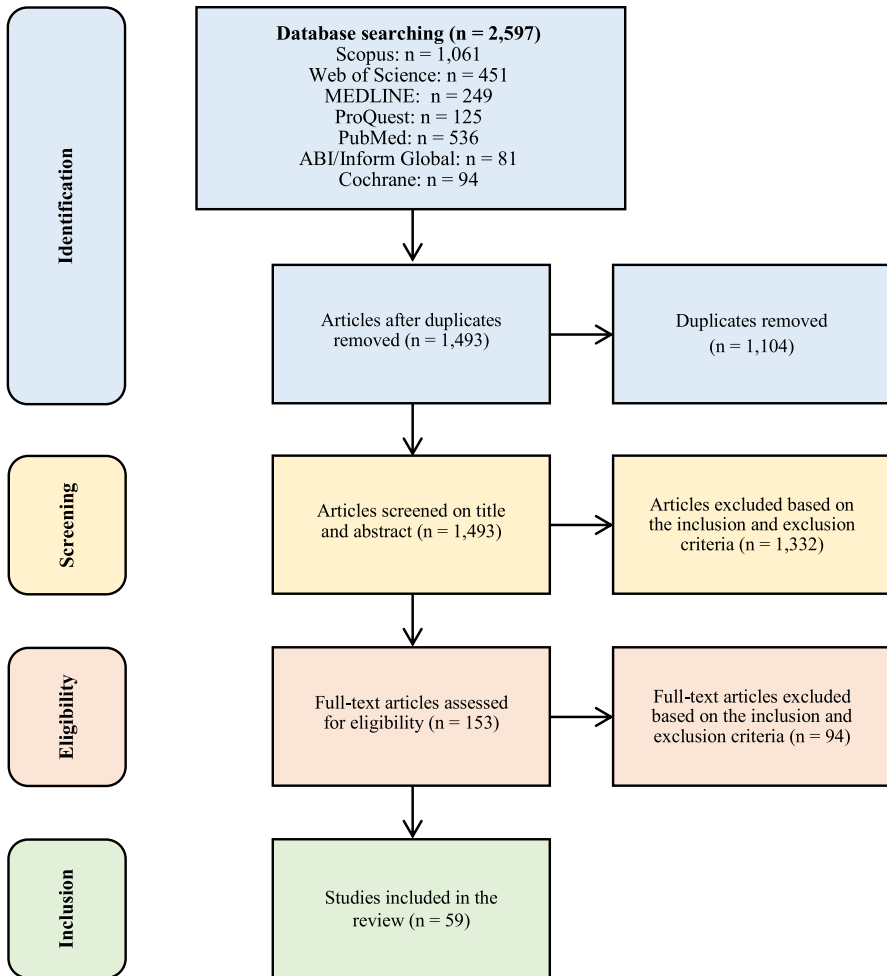 Identification
Database searching (n = 2,597)
Scopus: n = 1,061
Web of Science: n = 451
MEDLINE:  n = 249
ProQuest: n = 125
PubMed: n = 536
ABI/Inform Global: n = 81
Cochrane: n = 94
Articles after duplicates
removed (n = 1,493)
Duplicates removed
(n = 1,104)
Screening
Articles screened on title
and abstract (n = 1,493)
Articles excluded based on
the inclusion and exclusion
criteria (n = 1,332)
Eligibility
Full-text articles assessed
for eligibility (n = 153)
Full-text articles excluded
based on the inclusion and
exclusion criteria (n = 94)
Inclusion
Studies included in the
review (n = 59)